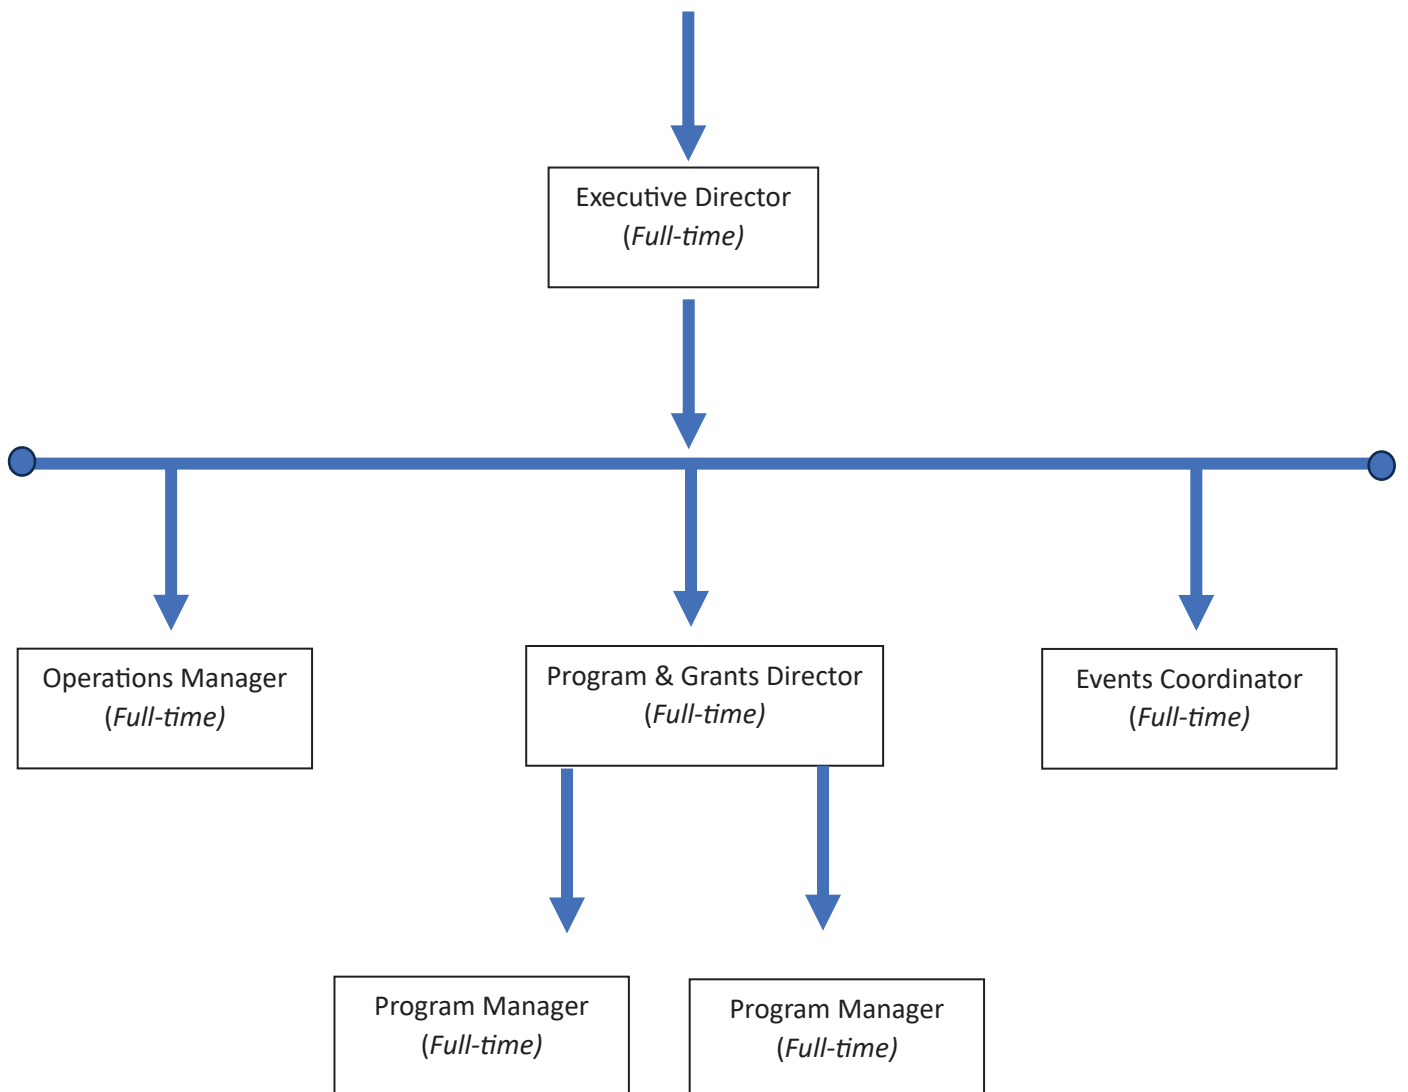 Executive Director
(Full-time)
Operations Manager
(Full-time)
Program & Grants Director
(Full-time)
Events Coordinator
(Full-time)
Program Manager
(Full-time)
Program Manager
(Full-time)